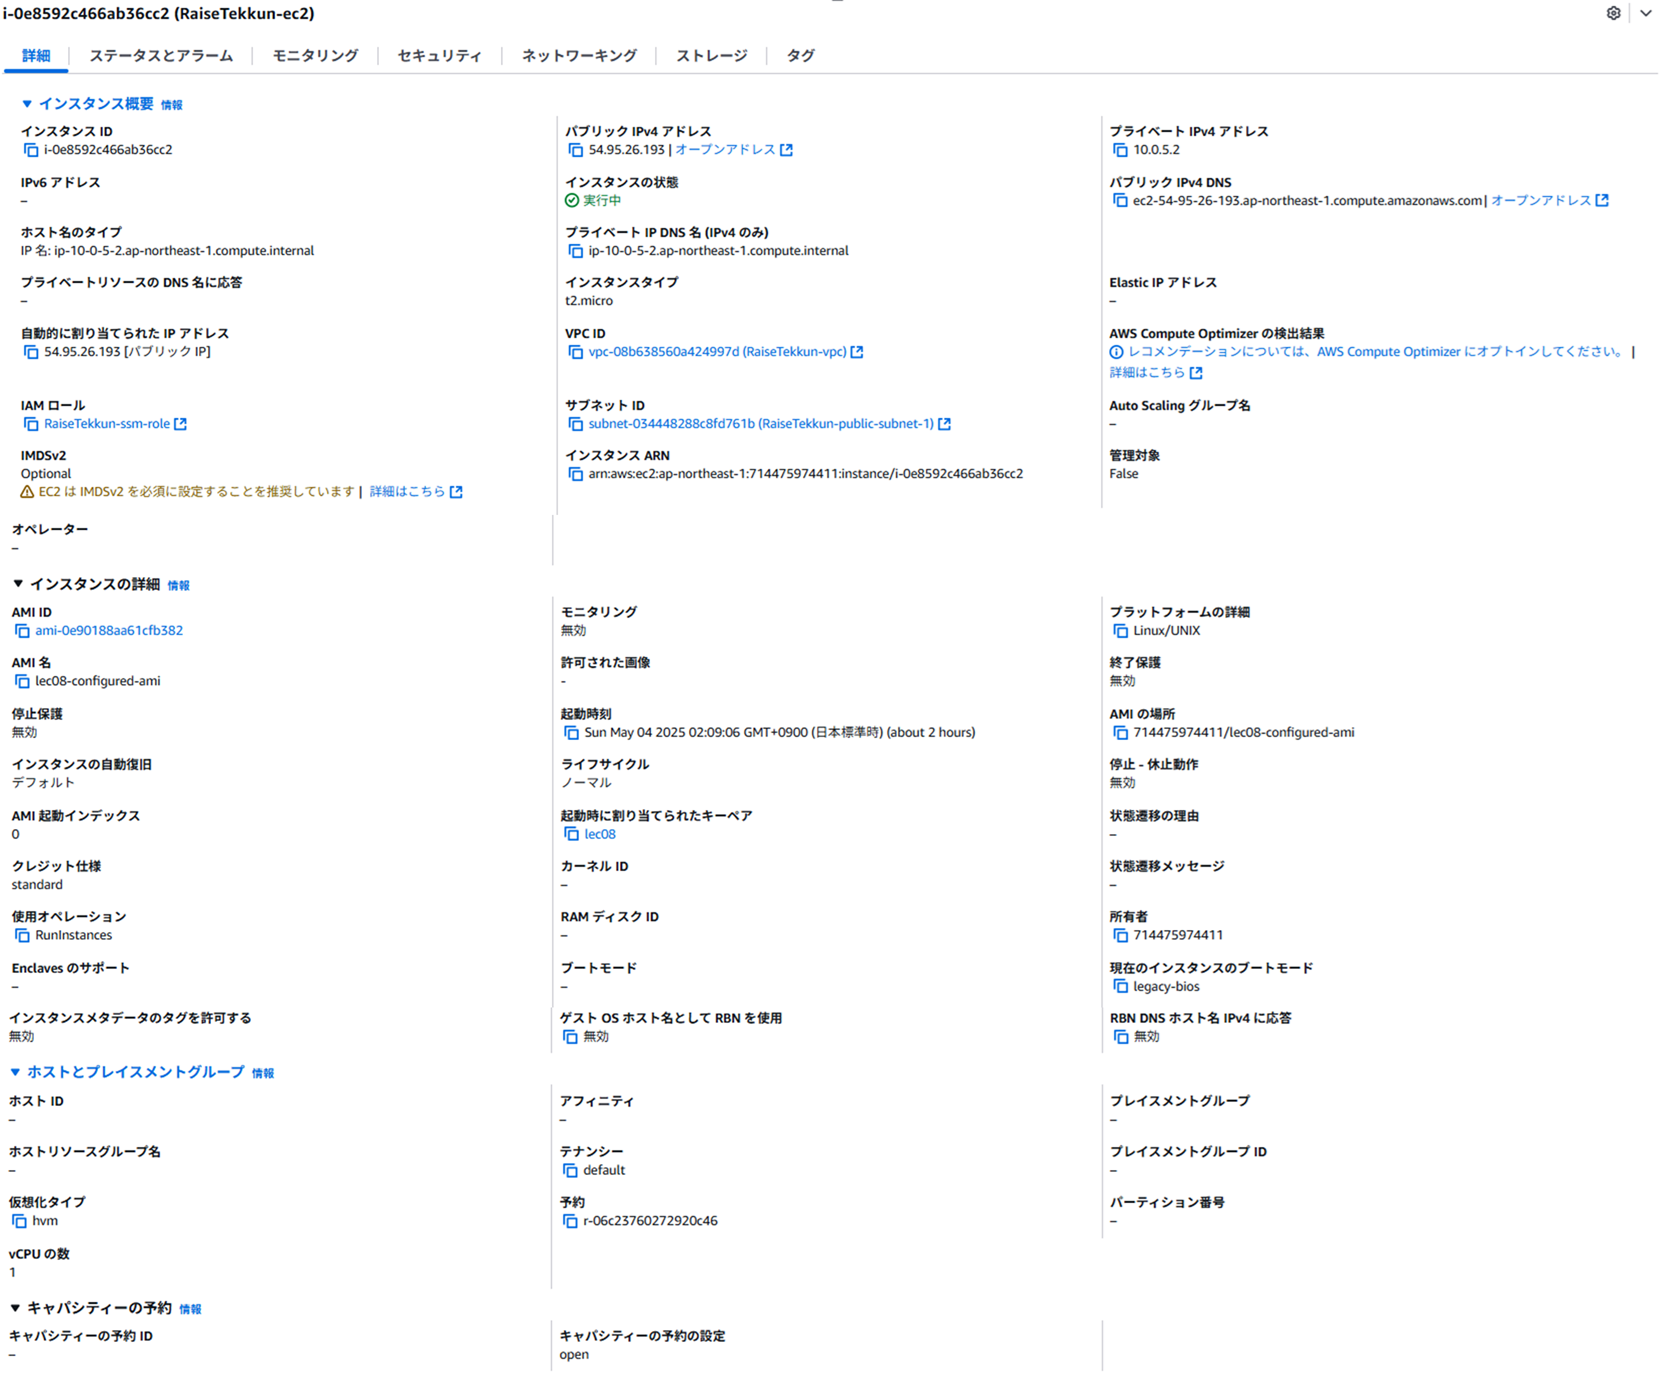 i-0e8592c466ab36cc2 (RaiseTekkun-ec2)
詳細
ステータスとアラーム
モニタリング
セキュリティ
ネットワーキング
ストレージ
タグ
▼ インスタンス概要 情報
インスタンス ID
i-0e8592c466ab36cc2
パブリック IPv4 アドレス
54.95.26.193 | オープンアドレス
プライベート IPv4 アドレス
10.0.5.2
IPv6 アドレス
–
インスタンスの状態
実行中
パブリック IPv4 DNS
ec2-54-95-26-193.ap-northeast-1.compute.amazonaws.com | オープンアドレス
ホスト名のタイプ
IP 名: ip-10-0-5-2.ap-northeast-1.compute.internal
プライベート IP DNS 名 (IPv4 のみ)
ip-10-0-5-2.ap-northeast-1.compute.internal
プライベートリソースの DNS 名に応答
–
インスタンスタイプ
t2.micro
Elastic IP アドレス
–
自動的に割り当てられた IP アドレス
54.95.26.193 [パブリック IP]
VPC ID
vpc-08b638560a424997d (RaiseTekkun-vpc)
AWS Compute Optimizer の検出結果
レコメンデーションについては、AWS Compute Optimizer にオプトインしてください。 |
詳細はこちら
IAM ロール
RaiseTekkun-ssm-role
サブネット ID
subnet-034448288c8fd761b (RaiseTekkun-public-subnet-1)
Auto Scaling グループ名
–
IMDSv2
Optional
EC2 は IMDSv2 を必須に設定することを推奨しています | 詳細はこちら
インスタンス ARN
arn:aws:ec2:ap-northeast-1:714475974411:instance/i-0e8592c466ab36cc2
管理対象
False
オペレーター
–
▼ インスタンスの詳細 情報
AMI ID
ami-0e90188aa61cfb382
モニタリング
無効
プラットフォームの詳細
Linux/UNIX
AMI 名
lec08-configured-ami
許可された画像
-
終了保護
無効
停止保護
無効
起動時刻
Sun May 04 2025 02:09:06 GMT+0900 (日本標準時) (about 2 hours)
AMI の場所
714475974411/lec08-configured-ami
インスタンスの自動復旧
デフォルト
ライフサイクル
ノーマル
停止 - 休止動作
無効
AMI 起動インデックス
0
起動時に割り当てられたキーペア
lec08
状態遷移の理由
–
クレジット仕様
standard
カーネル ID
–
状態遷移メッセージ
–
使用オペレーション
RunInstances
RAM ディスク ID
–
所有者
714475974411
Enclaves のサポート
–
ブートモード
–
現在のインスタンスのブートモード
legacy-bios
インスタンスメタデータのタグを許可する
無効
ゲスト OS ホスト名として RBN を使用
無効
RBN DNS ホスト名 IPv4 に応答
無効
▼ ホストとプレイスメントグループ 情報
ホスト ID
–
アフィニティ
–
プレイスメントグループ
–
ホストリソースグループ名
–
テナンシー
default
プレイスメントグループ ID
–
仮想化タイプ
hvm
予約
r-06c23760272920c46
パーティション番号
–
vCPU の数
1
▼ キャパシティーの予約 情報
キャパシティーの予約 ID
–
キャパシティーの予約の設定
open